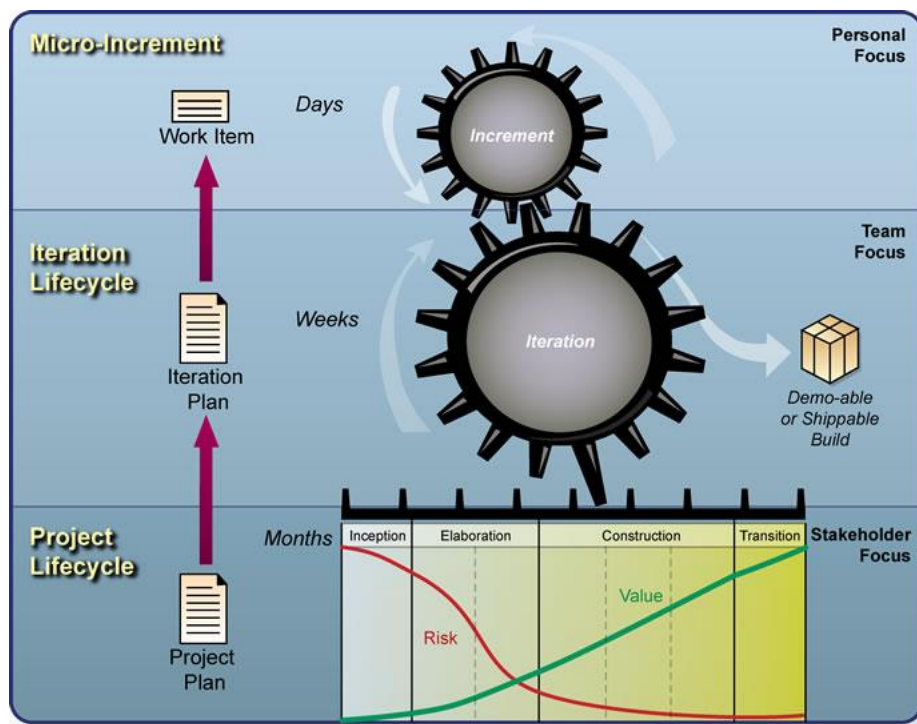 Micro-Increment
Personal
Focus
Days
Increment
Work Item
Iteration
Lifecycle
Team
Focus
Weeks
Iteration
Iteration
Plan
Demo-able
or Shippable
Build
Project
Lifecycle
Months
Inception
Elaboration
Construction
Transition
Stakeholder
Focus
Value
Risk
Project
Plan